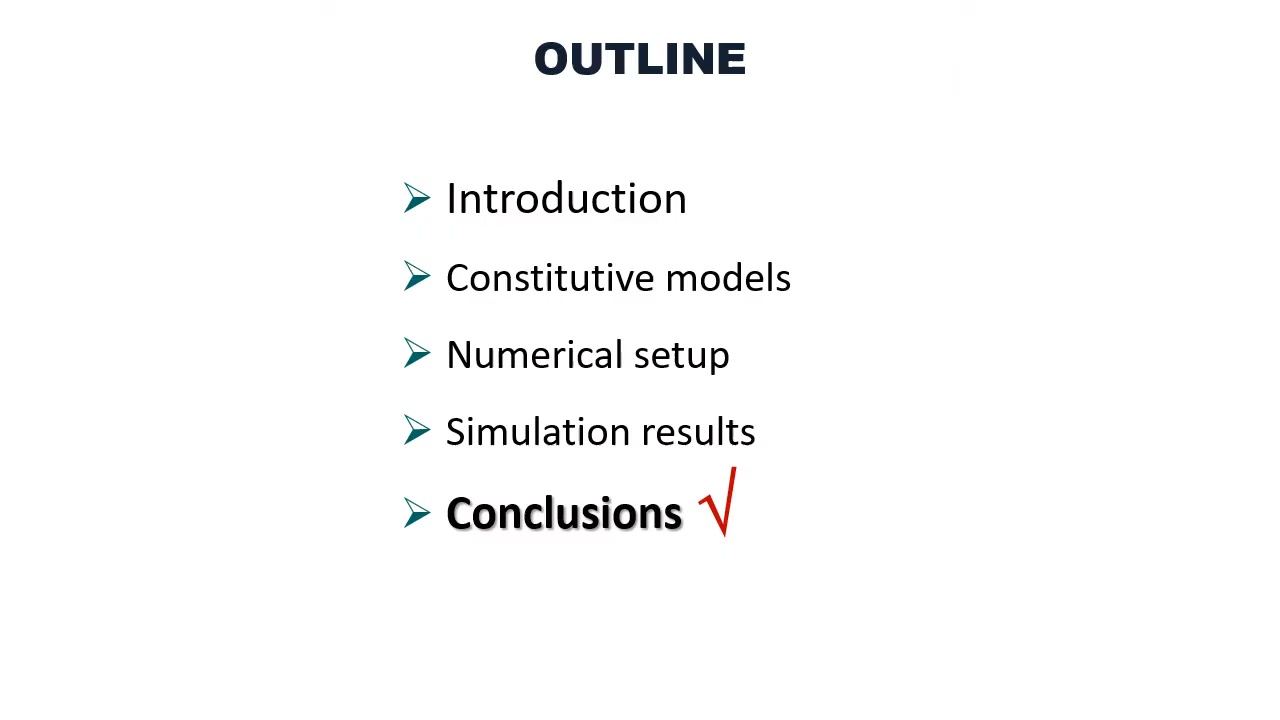 OUTLINE
➢ Introduction
➢ Constitutive models
➢ Numerical setup
➢ Simulation results
➢ Conclusions √